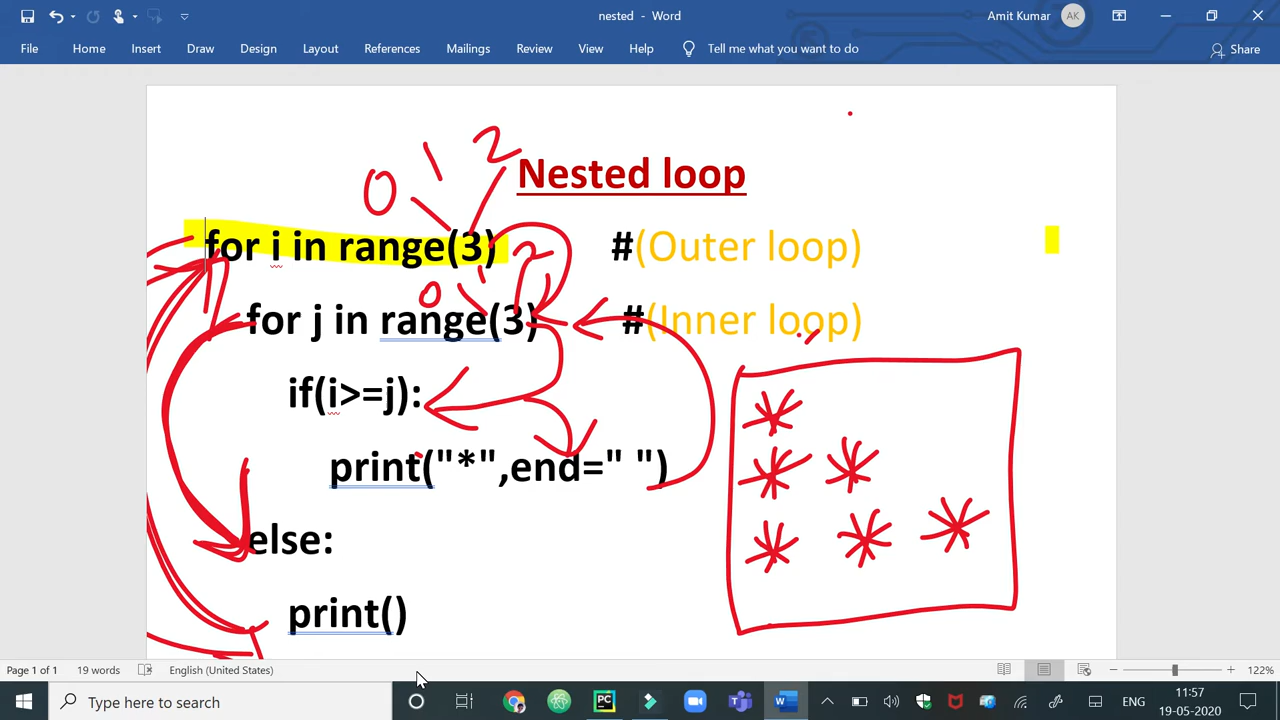 nested - Word
Amit Kumar
AK
File Home Insert Draw Design Layout References Mailings Review View Help Tell me what you want to do
Share
0 1 2
Nested loop
for i in range(3) #(Outer loop)
0 1 2
for j in range(3) #(Inner loop)
if(i>=j):
print("*",end=" ")
else:
print()
*
* *
* * *
Page 1 of 1 19 words English (United States) 122%
Type here to search
ENG
11:57
19-05-2020